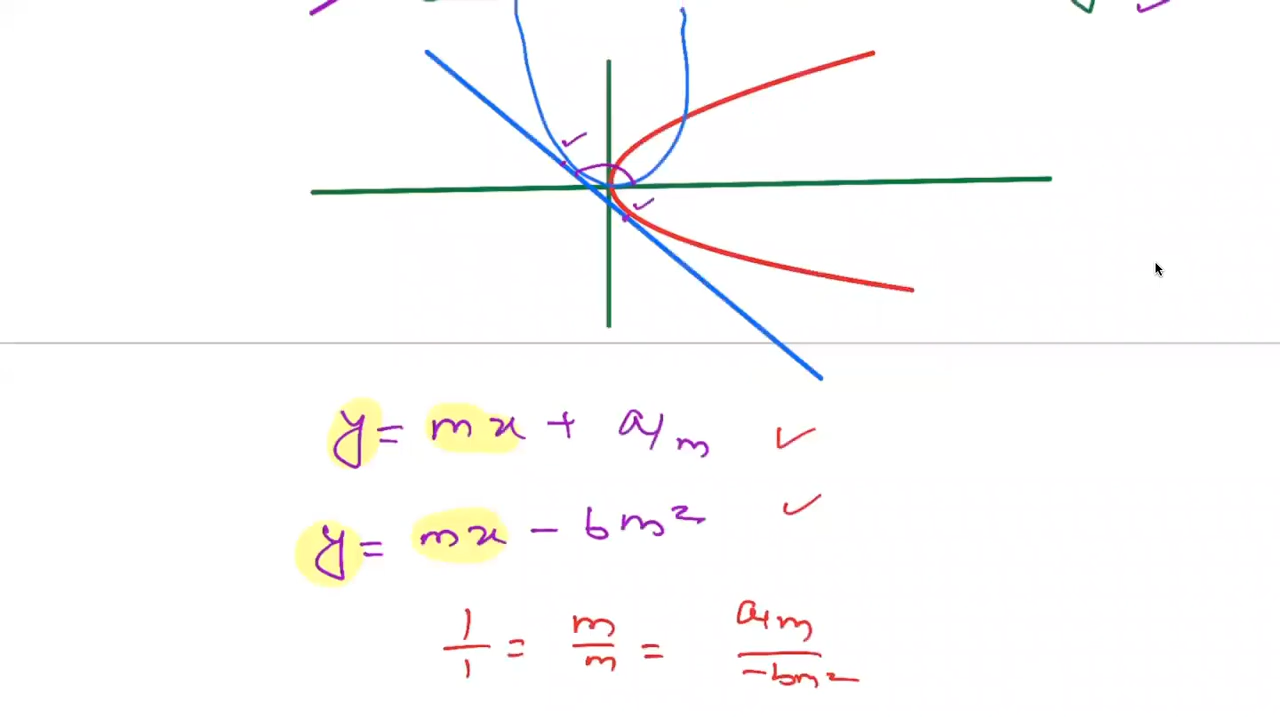 y = mx + a/m
y = mx - bm²
1/1 = m/m = a/m/-bm²